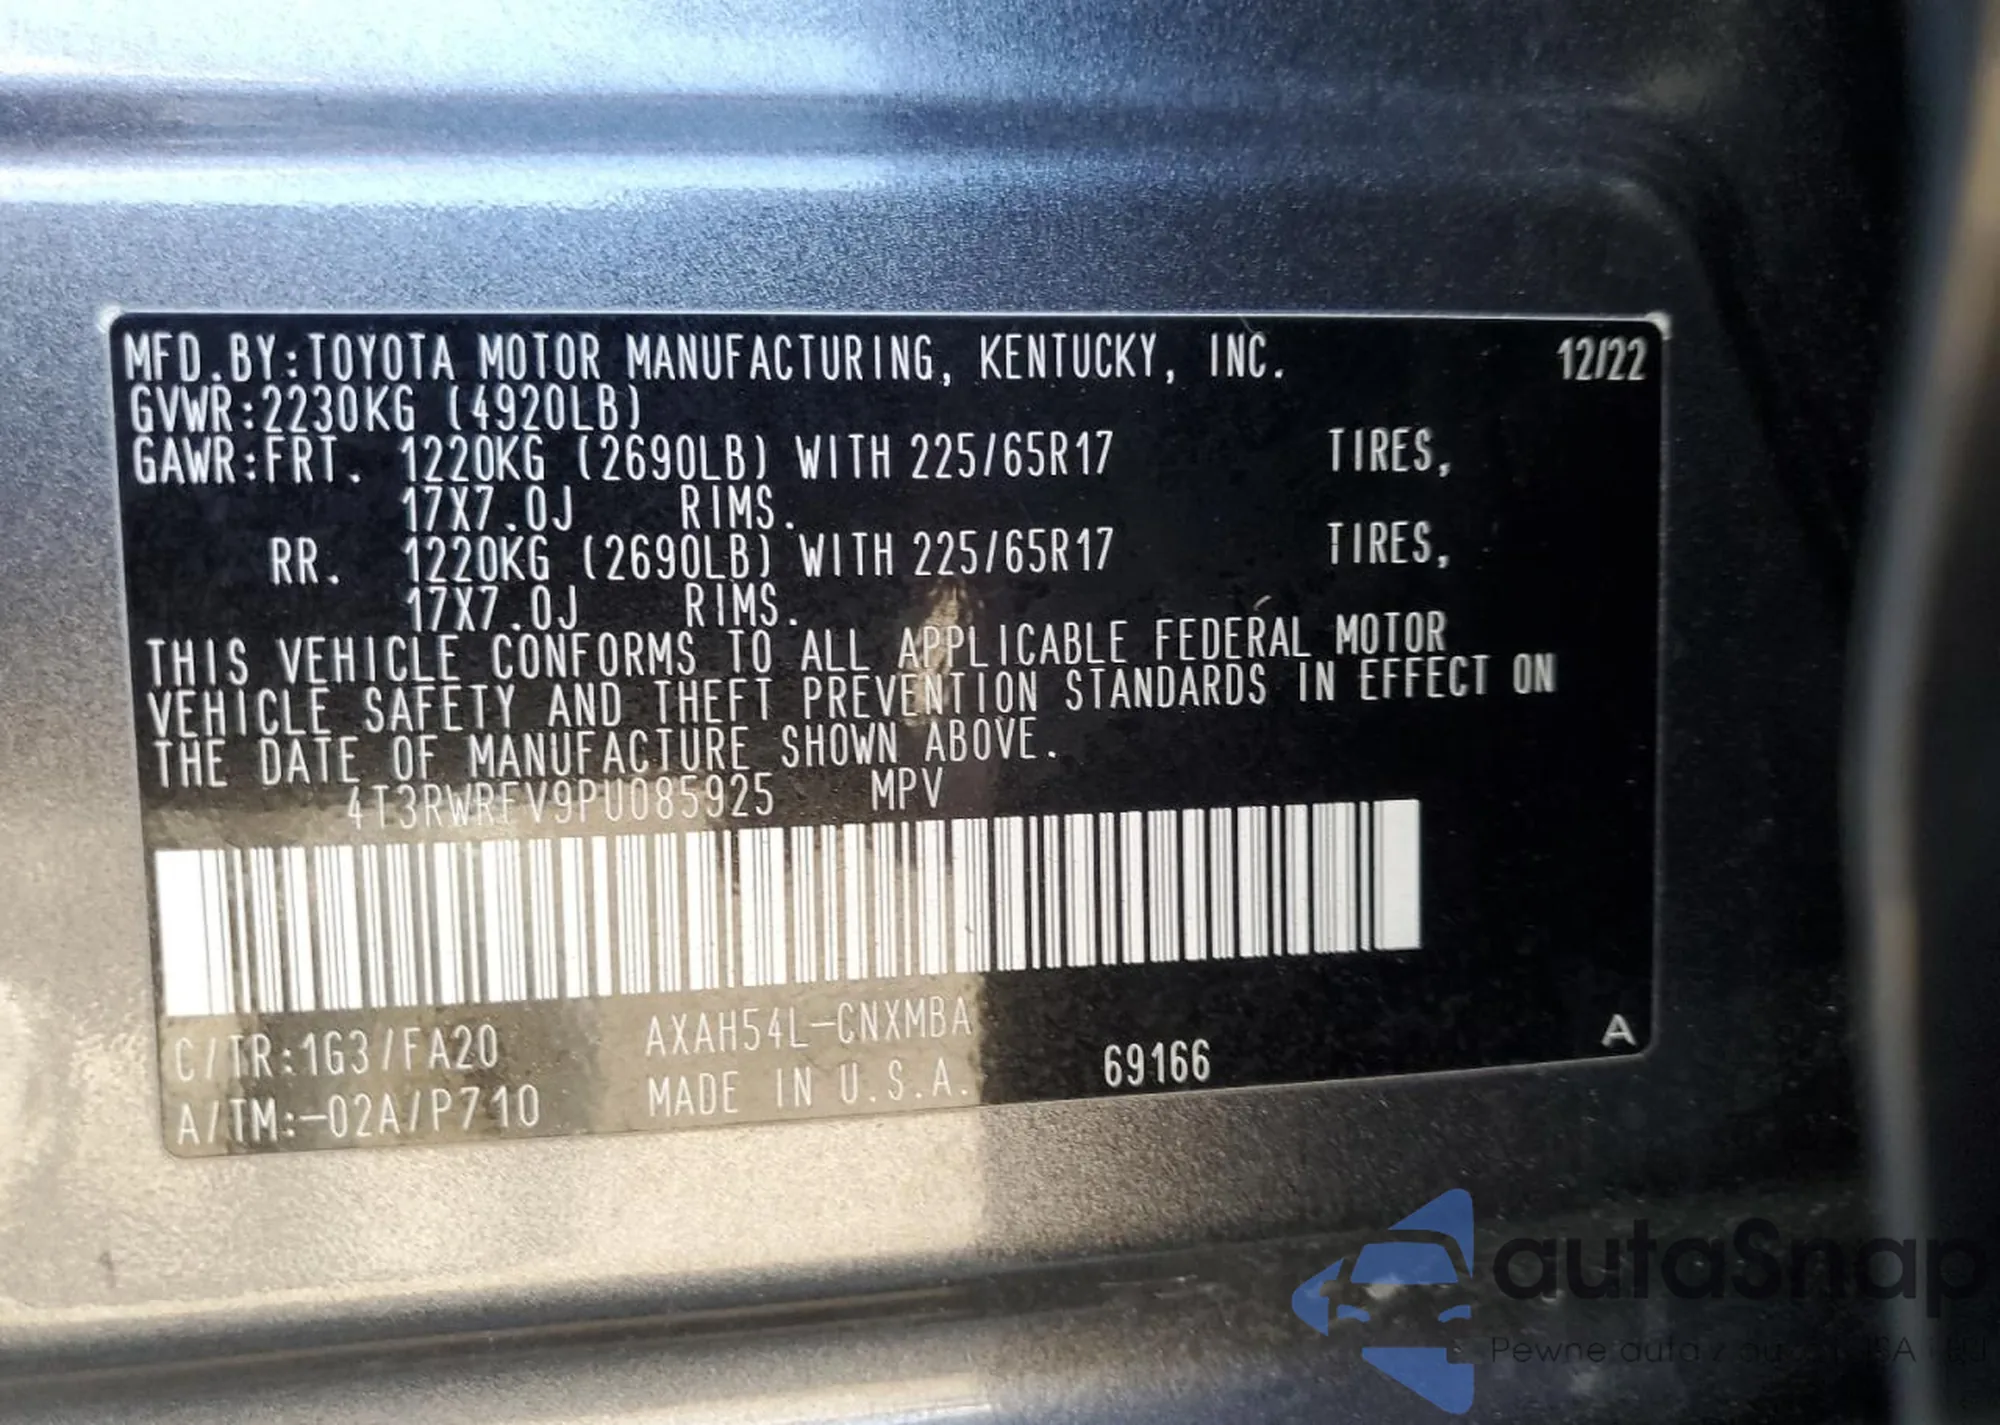 MFD.BY:TOYOTA MOTOR MANUFACTURING, KENTUCKY, INC. 12/22
GVWR:2230KG (4920LB)
GAWR:FRT. 1220KG (2690LB) WITH 225/65R17 TIRES,
17X7.0J RIMS.
RR. 1220KG (2690LB) WITH 225/65R17 TIRES,
17X7.0J RIMS.
THIS VEHICLE CONFORMS TO ALL APPLICABLE FEDERAL MOTOR
VEHICLE SAFETY AND THEFT PREVENTION STANDARDS IN EFFECT ON
THE DATE OF MANUFACTURE SHOWN ABOVE.
4T3RWRFV9PU085925 MPV
C/TR:1G3/FA20 AXAH54L-CNXMBA
A/TM:-02A/P710 MADE IN U.S.A. 69166 A
autaSnap
Pewne auta z